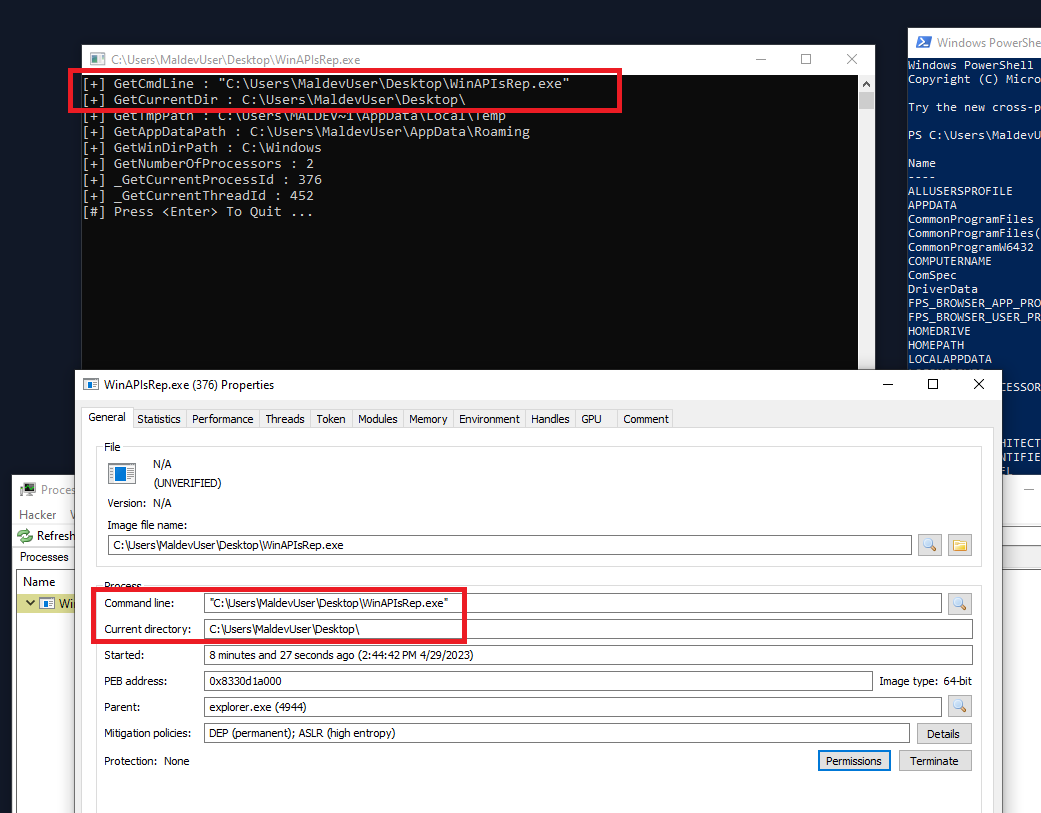 C:\Users\MaldevUser\Desktop\WinAPIsRep.exe
[+] GetCmdLine : "C:\Users\MaldevUser\Desktop\WinAPIsRep.exe"
[+] GetCurrentDir : C:\Users\MaldevUser\Desktop\
[+] GetTmpPath : C:\Users\MALDEV~1\AppData\Local\Temp
[+] GetAppDataPath : C:\Users\MaldevUser\AppData\Roaming
[+] GetWinDirPath : C:\Windows
[+] GetNumberOfProcessors : 2
[+] _GetCurrentProcessId : 376
[+] _GetCurrentThreadId : 452
[#] Press <Enter> To Quit ...
Windows PowerShe
Windows PowerShell
Copyright (C) Micro
Try the new cross-p
PS C:\Users\MaldevU
Name
----
ALLUSERSPROFILE
APPDATA
CommonProgramFiles
CommonProgramFiles(
CommonProgramW6432
COMPUTERNAME
ComSpec
DriverData
FPS_BROWSER_APP_PRO
FPS_BROWSER_USER_PR
HOMEDRIVE
HOMEPATH
LOCALAPPDATA
CESSOR
HITECT
NTIFIE
EL
WinAPIsRep.exe (376) Properties
General Statistics Performance Threads Token Modules Memory Environment Handles GPU Comment
File
N/A
(UNVERIFIED)
Version: N/A
Image file name:
C:\Users\MaldevUser\Desktop\WinAPIsRep.exe
Process
Command line: "C:\Users\MaldevUser\Desktop\WinAPIsRep.exe"
Current directory: C:\Users\MaldevUser\Desktop\
Started: 8 minutes and 27 seconds ago (2:44:42 PM 4/29/2023)
PEB address: 0x8330d1a000 Image type: 64-bit
Parent: explorer.exe (4944)
Mitigation policies: DEP (permanent); ASLR (high entropy) Details
Protection: None Permissions Terminate
Proces
Hacker V
Refresh
Processes
Name
Wi